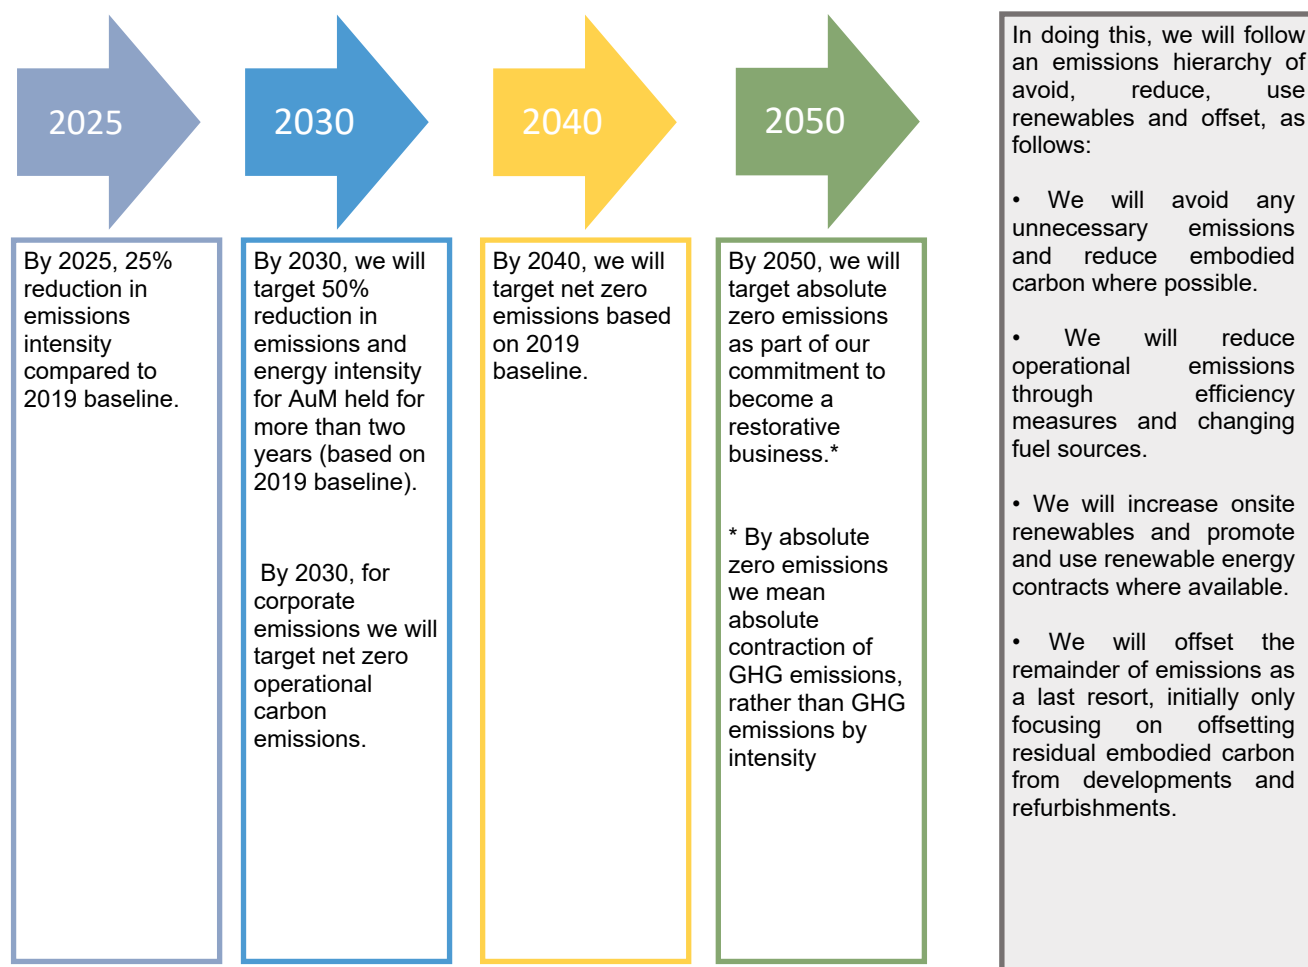 2025
2030
2040
2050
By 2025, 25%
reduction in
emissions
intensity
compared to
2019 baseline.
By 2030, we will
target 50%
reduction in
emissions and
energy intensity
for AuM held for
more than two
years (based on
2019 baseline).
By 2030, for
corporate
emissions we will
target net zero
operational
carbon
emissions.
By 2040, we will
target net zero
emissions based
on 2019
baseline.
By 2050, we will
target absolute
zero emissions
as part of our
commitment to
become a
restorative
business.*
* By absolute
zero emissions
we mean
absolute
contraction of
GHG emissions,
rather than GHG
emissions by
intensity
In doing this, we will follow
an emissions hierarchy of
avoid, reduce, use
renewables and offset, as
follows:
• We will avoid any
unnecessary emissions
and reduce embodied
carbon where possible.
• We will reduce
operational emissions
through efficiency
measures and changing
fuel sources.
• We will increase onsite
renewables and promote
and use renewable energy
contracts where available.
• We will offset the
remainder of emissions as
a last resort, initially only
focusing on offsetting
residual embodied carbon
from developments and
refurbishments.